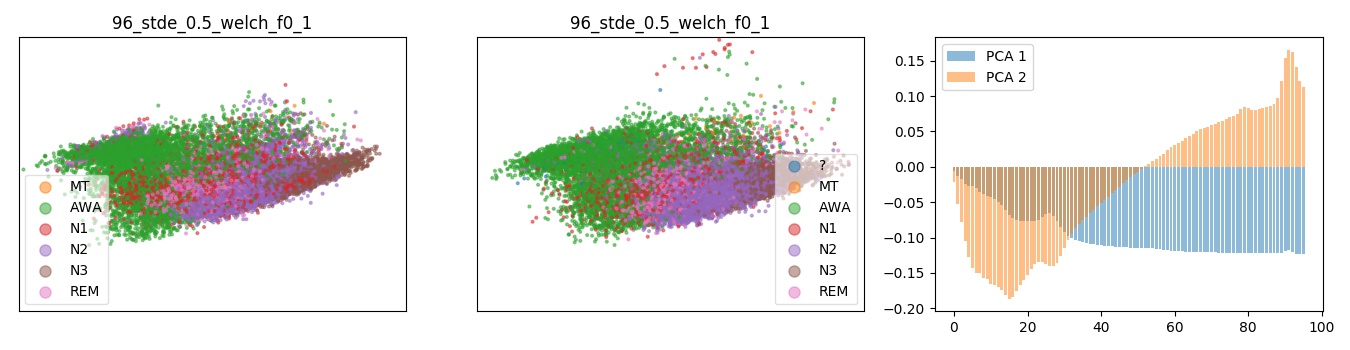 96_stde_0.5_welch_f0_1
MT
AWA
N1
N2
N3
REM
96_stde_0.5_welch_f0_1
?
MT
AWA
N1
N2
N3
REM
PCA 1
PCA 2
0.15
0.10
0.05
0.00
−0.05
−0.10
−0.15
−0.20
0 20 40 60 80 100